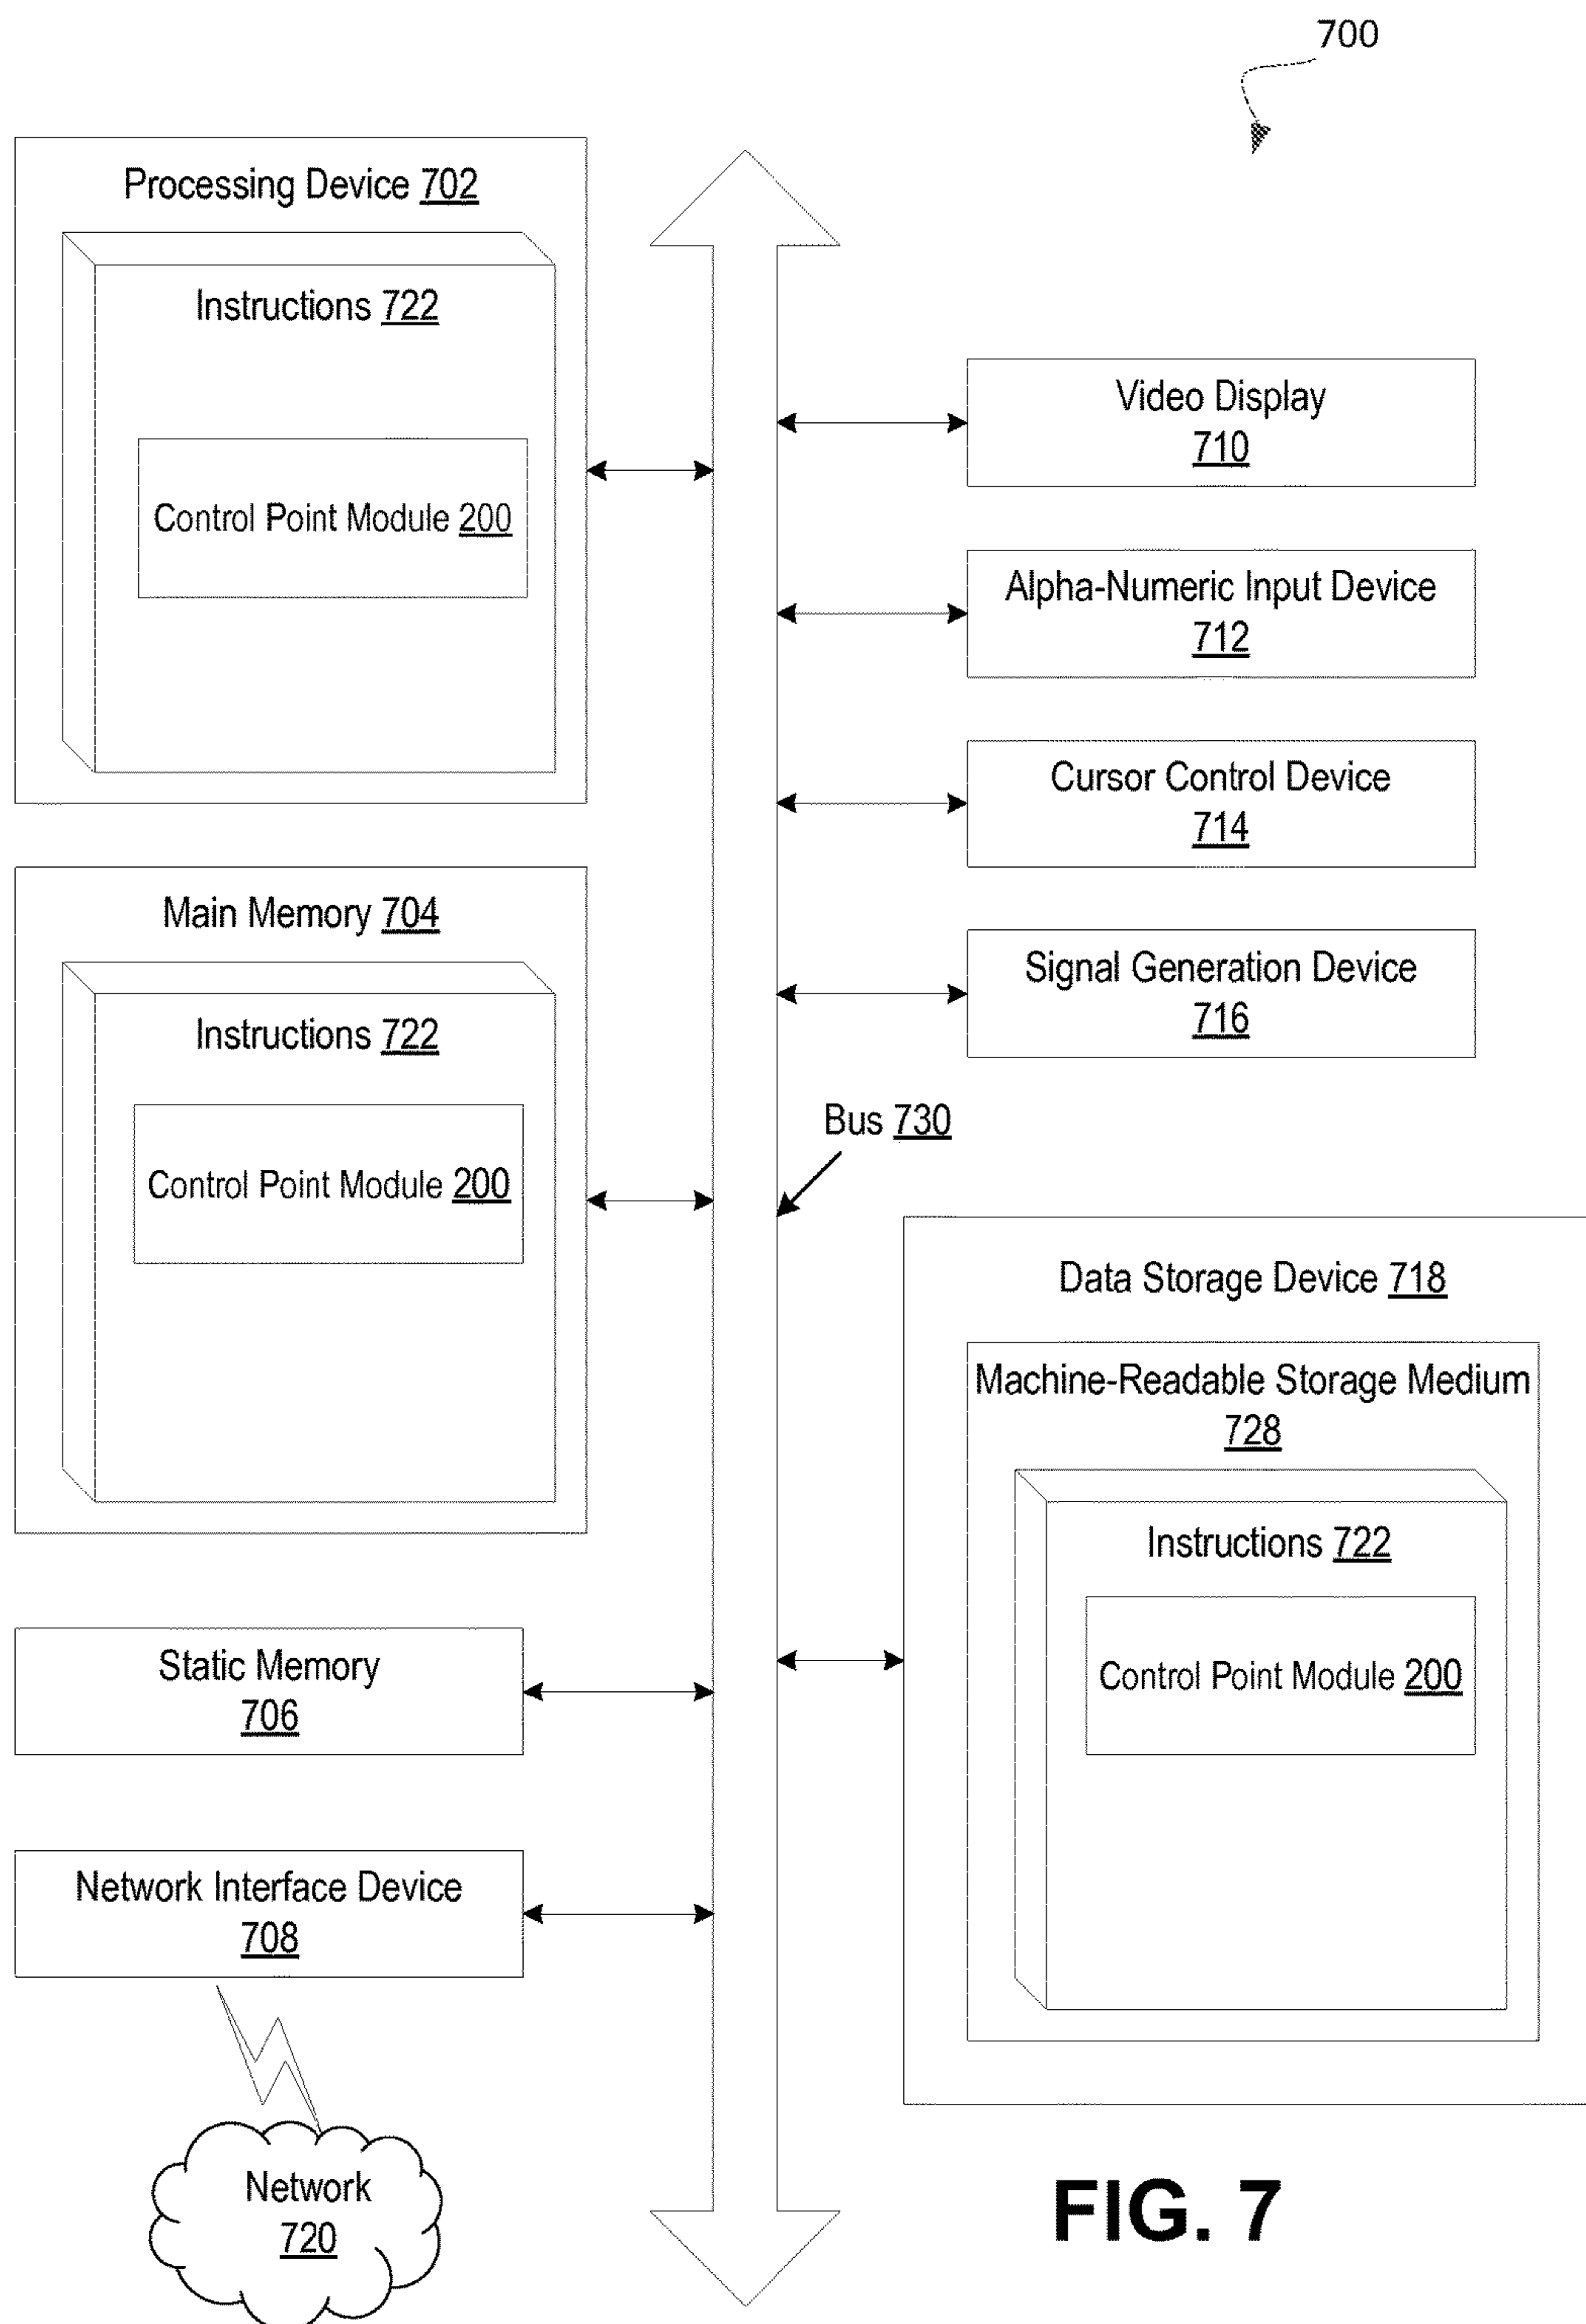 700
Processing Device 702
Instructions 722
Control Point Module 200
Main Memory 704
Instructions 722
Control Point Module 200
Static Memory
706
Network Interface Device
708
Network
720
Video Display
710
Alpha-Numeric Input Device
712
Cursor Control Device
714
Signal Generation Device
716
Bus 730
Data Storage Device 718
Machine-Readable Storage Medium
728
Instructions 722
Control Point Module 200
FIG. 7